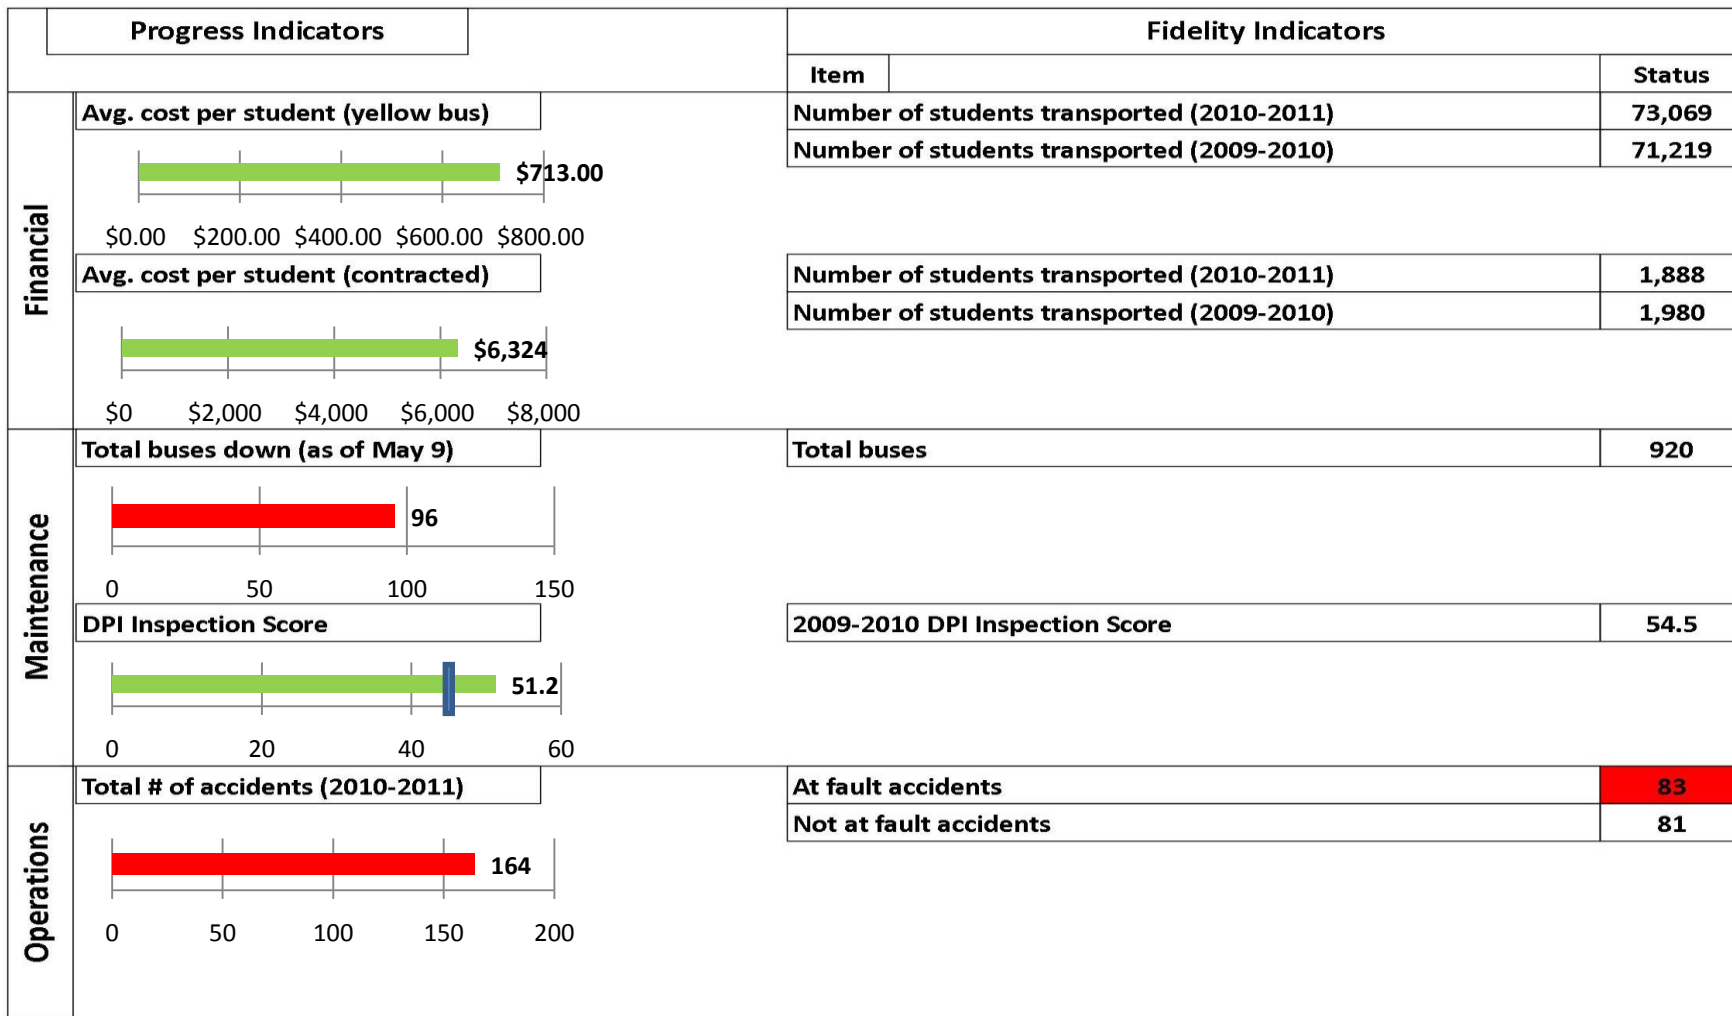 Progress Indicators
Fidelity Indicators
Item Status
Financial
Avg. cost per student (yellow bus)
$713.00
$0.00 $200.00 $400.00 $600.00 $800.00
Number of students transported (2010-2011) 73,069
Number of students transported (2009-2010) 71,219
Avg. cost per student (contracted)
$6,324
$0 $2,000 $4,000 $6,000 $8,000
Number of students transported (2010-2011) 1,888
Number of students transported (2009-2010) 1,980
Maintenance
Total buses down (as of May 9)
96
0 50 100 150
Total buses 920
DPI Inspection Score
51.2
0 20 40 60
2009-2010 DPI Inspection Score 54.5
Operations
Total # of accidents (2010-2011)
164
0 50 100 150 200
At fault accidents 83
Not at fault accidents 81